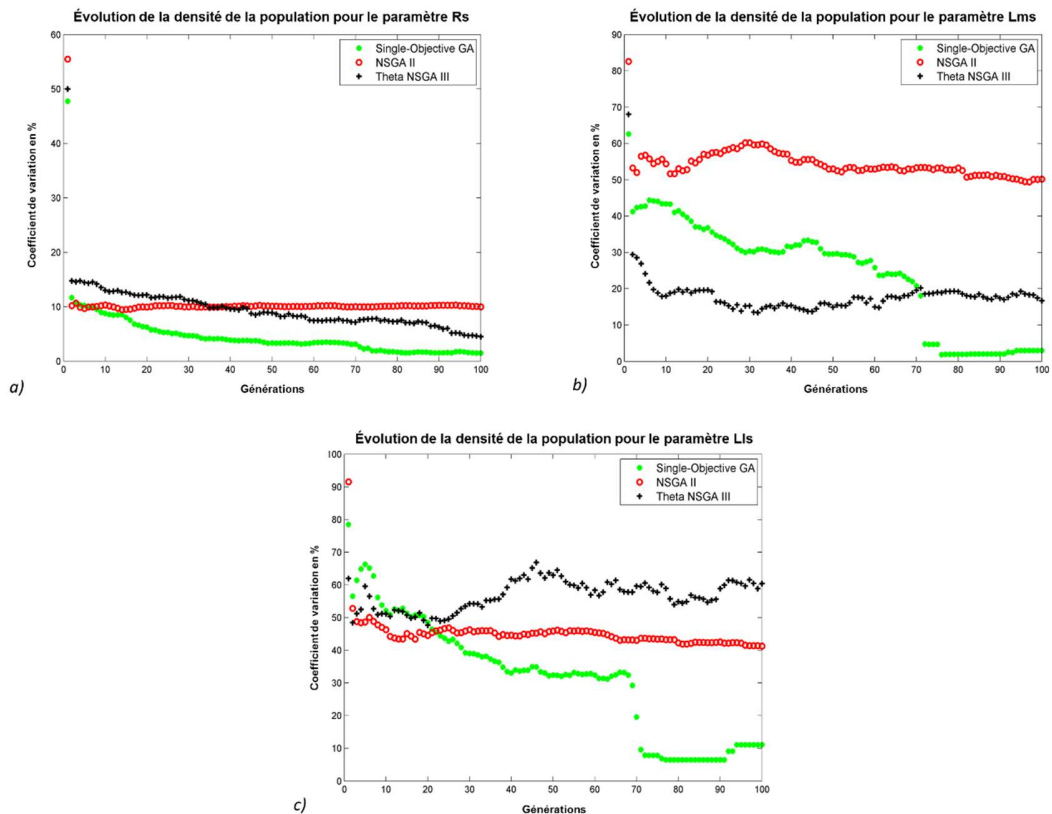 Évolution de la densité de la population pour le paramètre Rs
60
50
40
30
20
10
0
Coefficient de variation en %
Single-Objective GA
NSGA II
Theta NSGA III
0 10 20 30 40 50 60 70 80 90 100
Générations
a)
Évolution de la densité de la population pour le paramètre Lms
90
80
70
60
50
40
30
20
10
0
Coefficient de variation en %
Single-Objective GA
NSGA II
Theta NSGA III
0 10 20 30 40 50 60 70 80 90 100
Générations
b)
Évolution de la densité de la population pour le paramètre Lls
100
90
80
70
60
50
40
30
20
10
0
Coefficient de variation en %
Single-Objective GA
NSGA II
Theta NSGA III
0 10 20 30 40 50 60 70 80 90 100
Générations
c)